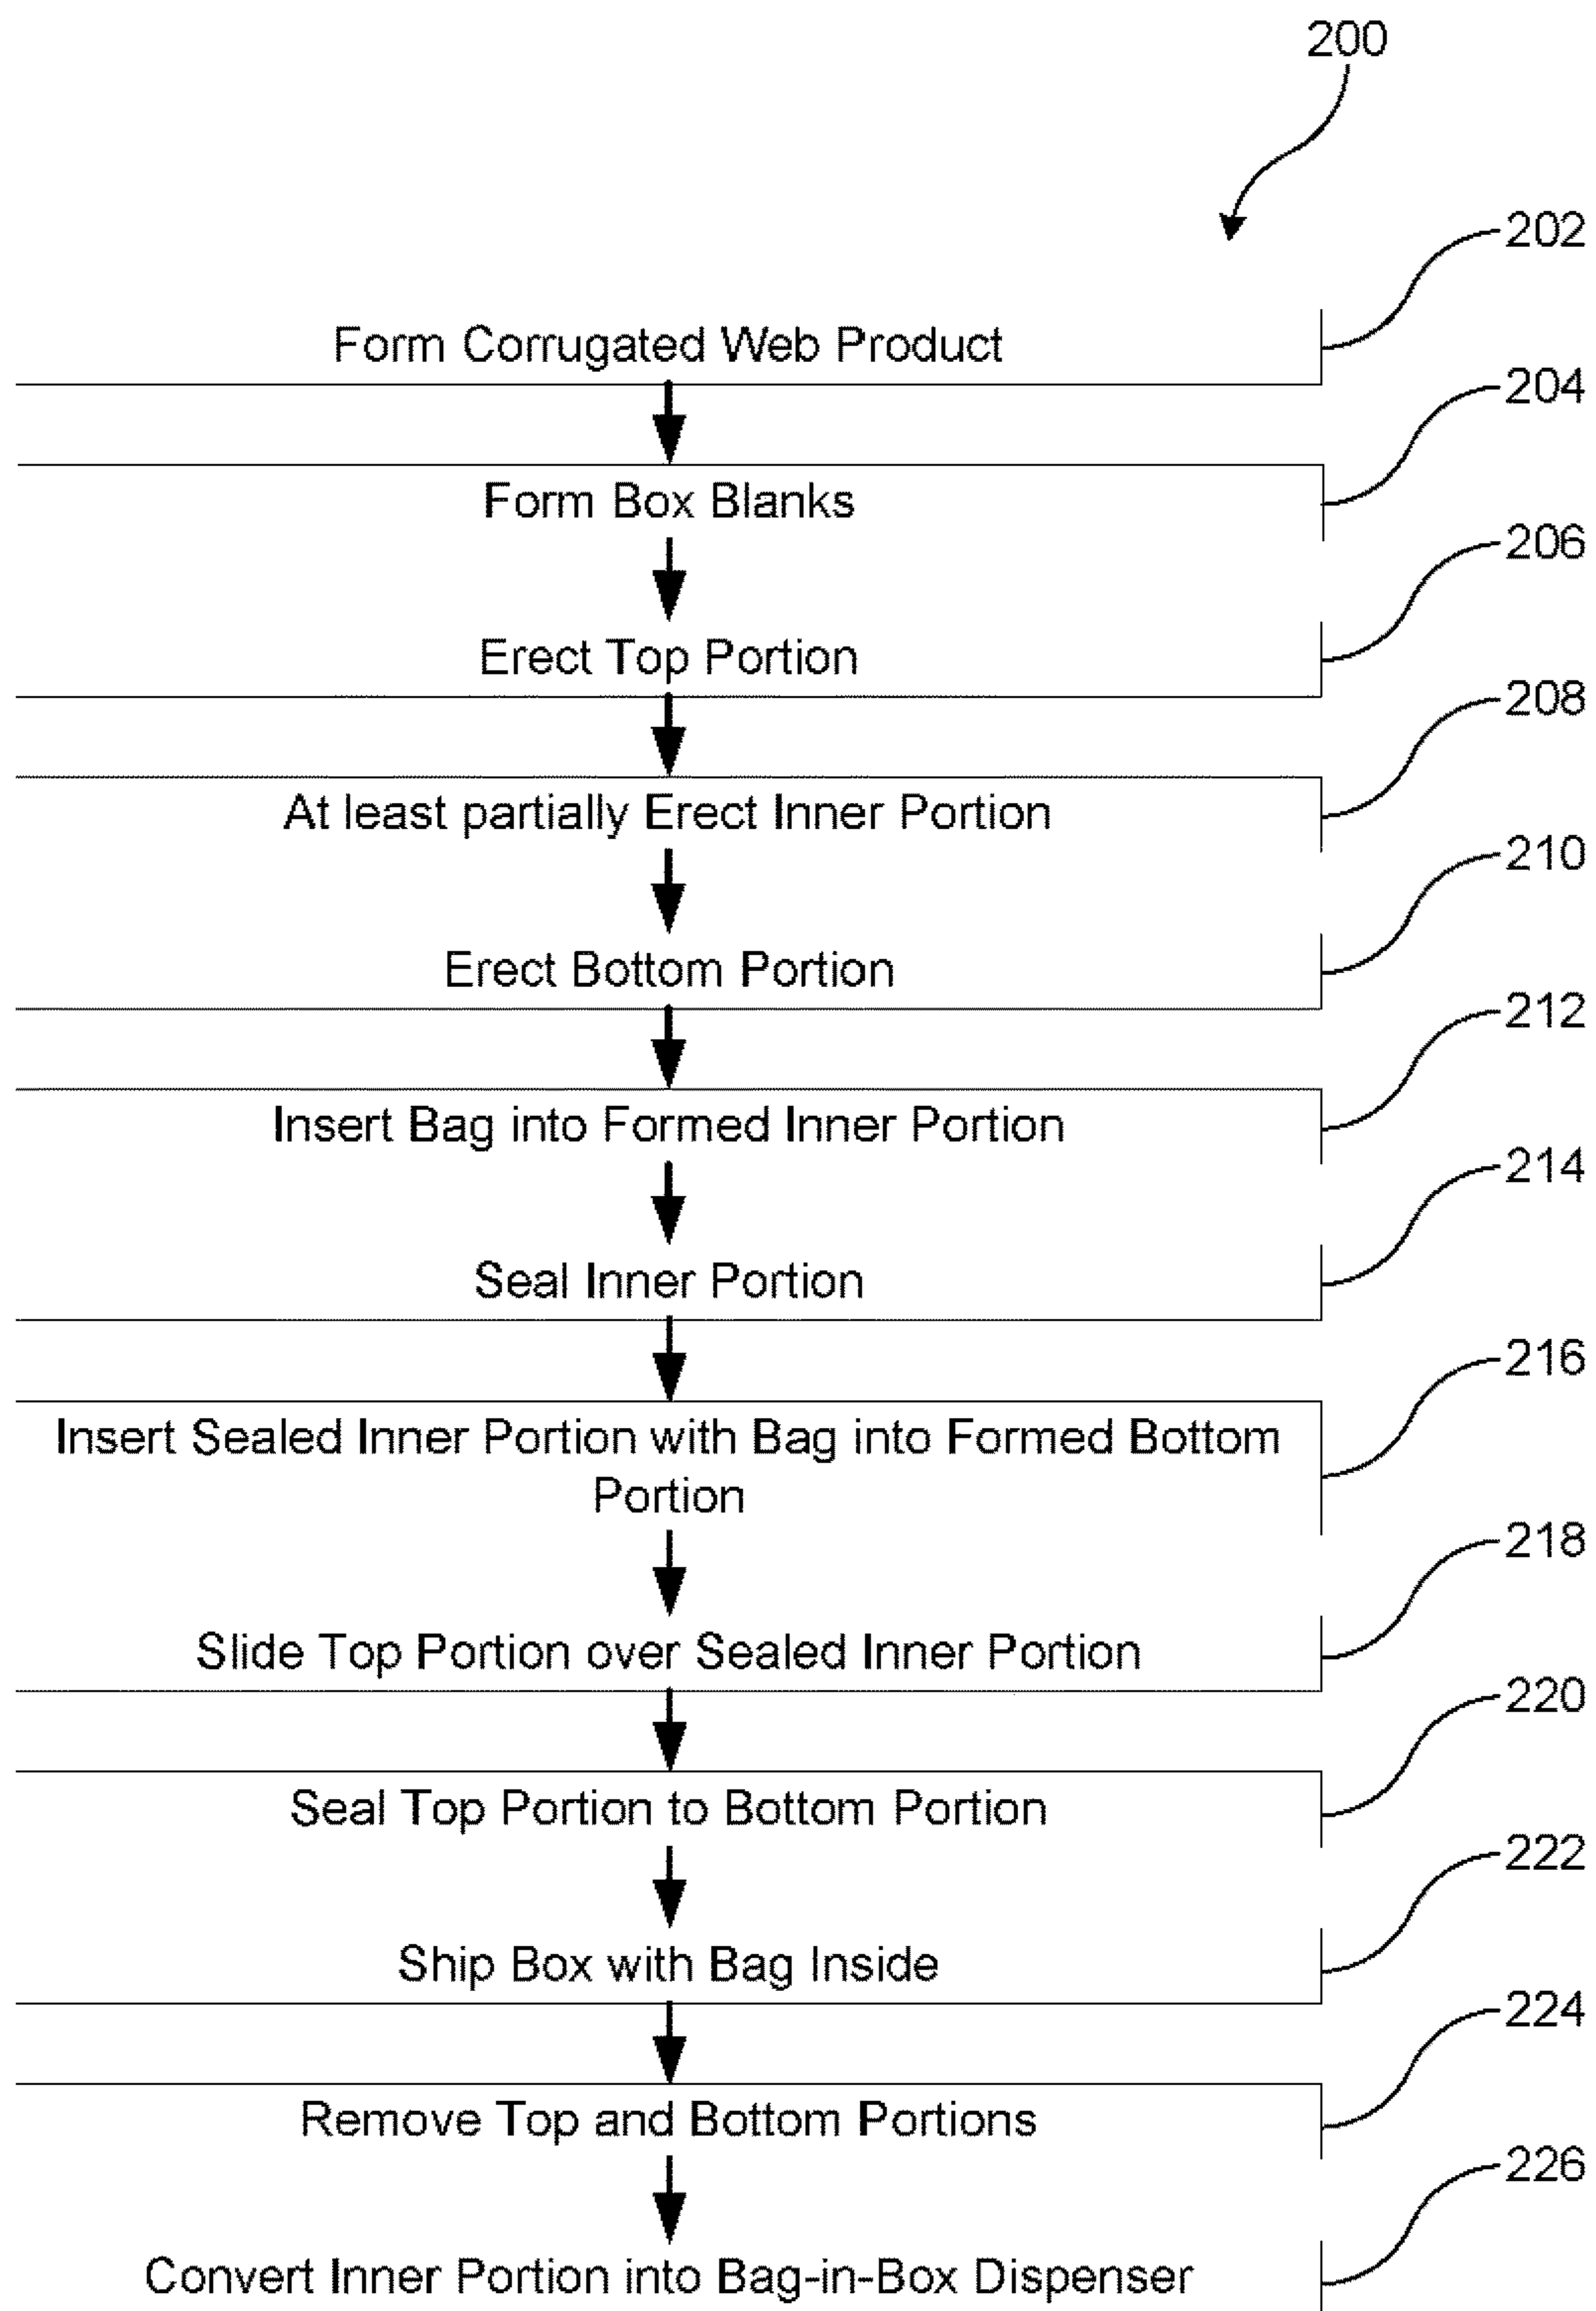 200
202
Form Corrugated Web Product
204
Form Box Blanks
206
Erect Top Portion
208
At least partially Erect Inner Portion
210
Erect Bottom Portion
212
Insert Bag into Formed Inner Portion
214
Seal Inner Portion
216
Insert Sealed Inner Portion with Bag into Formed Bottom
Portion
218
Slide Top Portion over Sealed Inner Portion
220
Seal Top Portion to Bottom Portion
222
Ship Box with Bag Inside
224
Remove Top and Bottom Portions
226
Convert Inner Portion into Bag-in-Box Dispenser